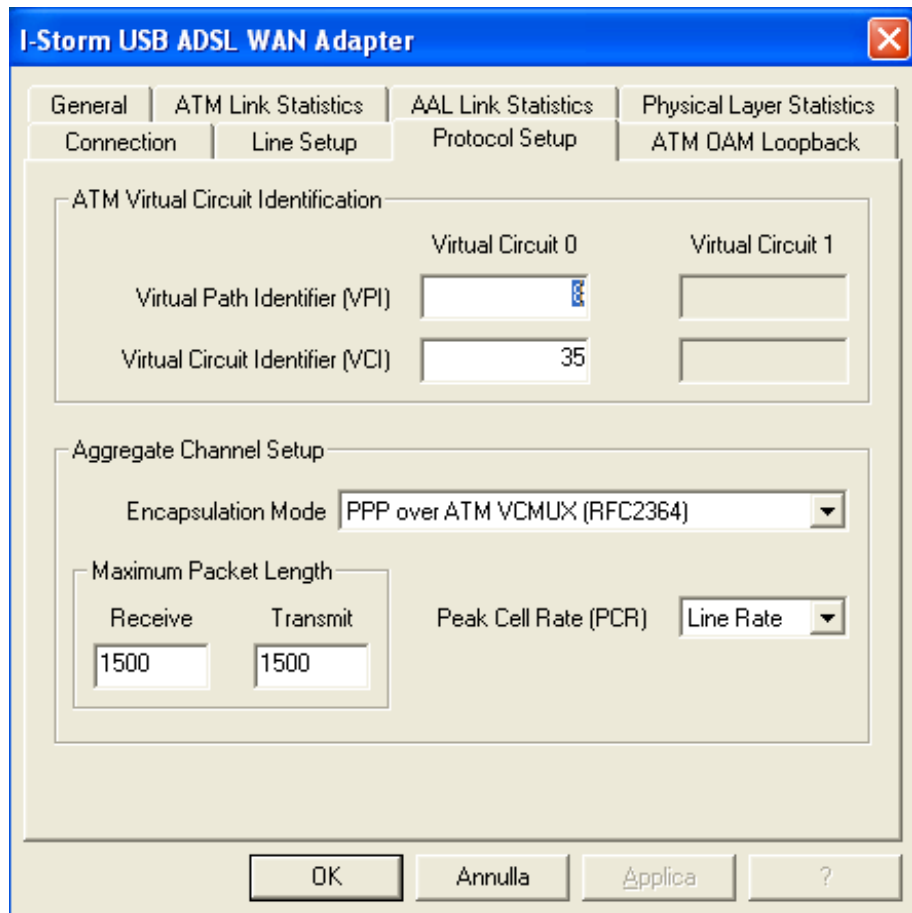 I-Storm USB ADSL WAN Adapter
General ATM Link Statistics AAL Link Statistics Physical Layer Statistics
Connection Line Setup Protocol Setup ATM OAM Loopback
ATM Virtual Circuit Identification
Virtual Circuit 0 Virtual Circuit 1
Virtual Path Identifier (VPI) 8
Virtual Circuit Identifier (VCI) 35
Aggregate Channel Setup
Encapsulation Mode PPP over ATM VCMUX (RFC2364)
Maximum Packet Length
Receive Transmit Peak Cell Rate (PCR) Line Rate
1500 1500
OK Annulla Applica ?